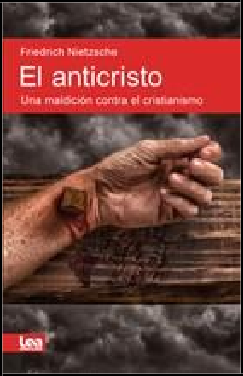 Friedrich Nietzsche
El anticristo
Una maldición contra el cristianismo
Lea